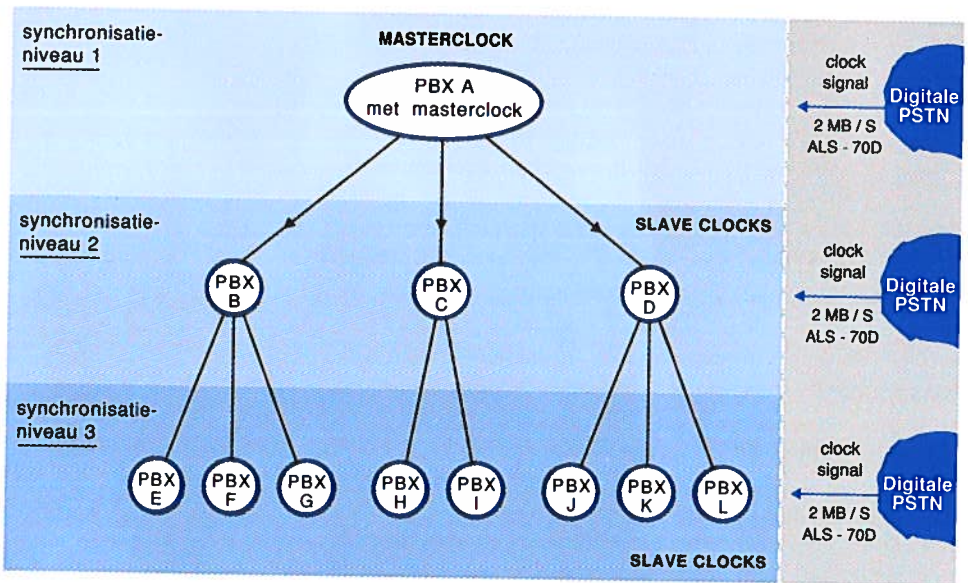 synchronisatie-
niveau 1
MASTERCLOCK
PBX A
met masterclock
clock
signal
Digitale
PSTN
2 MB / S
ALS - 70D
synchronisatie-
niveau 2
SLAVE CLOCKS
PBX
B
PBX
C
PBX
D
clock
signal
Digitale
PSTN
2 MB / S
ALS - 70D
synchronisatie-
niveau 3
PBX
E
PBX
F
PBX
G
PBX
H
PBX
I
PBX
J
PBX
K
PBX
L
SLAVE CLOCKS
clock
signal
Digitale
PSTN
2 MB / S
ALS - 70D